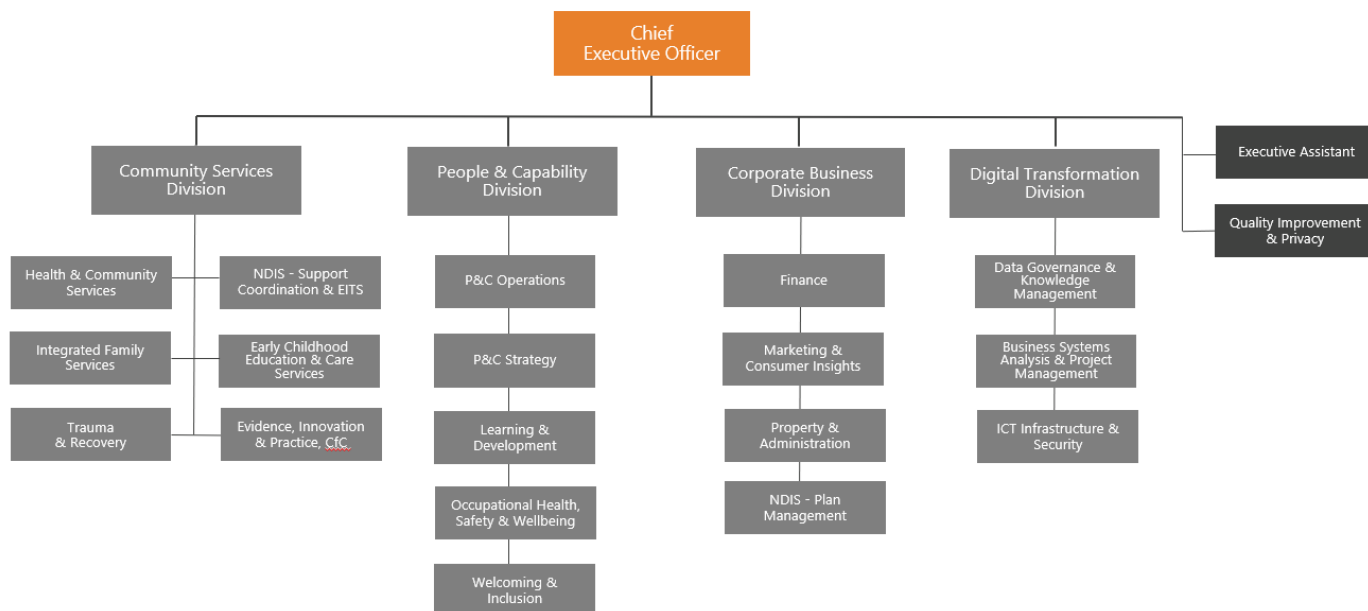 Chief
Executive Officer
Executive Assistant
Quality Improvement
& Privacy
Community Services
Division
Health & Community
Services
NDIS - Support
Coordination & EITS
Integrated Family
Services
Early Childhood
Education & Care
Services
Trauma
& Recovery
Evidence, Innovation
& Practice, CfC
People & Capability
Division
P&C Operations
P&C Strategy
Learning &
Development
Occupational Health,
Safety & Wellbeing
Welcoming &
Inclusion
Corporate Business
Division
Finance
Marketing &
Consumer Insights
Property &
Administration
NDIS - Plan
Management
Digital Transformation
Division
Data Governance &
Knowledge
Management
Business Systems
Analysis & Project
Management
ICT Infrastructure &
Security